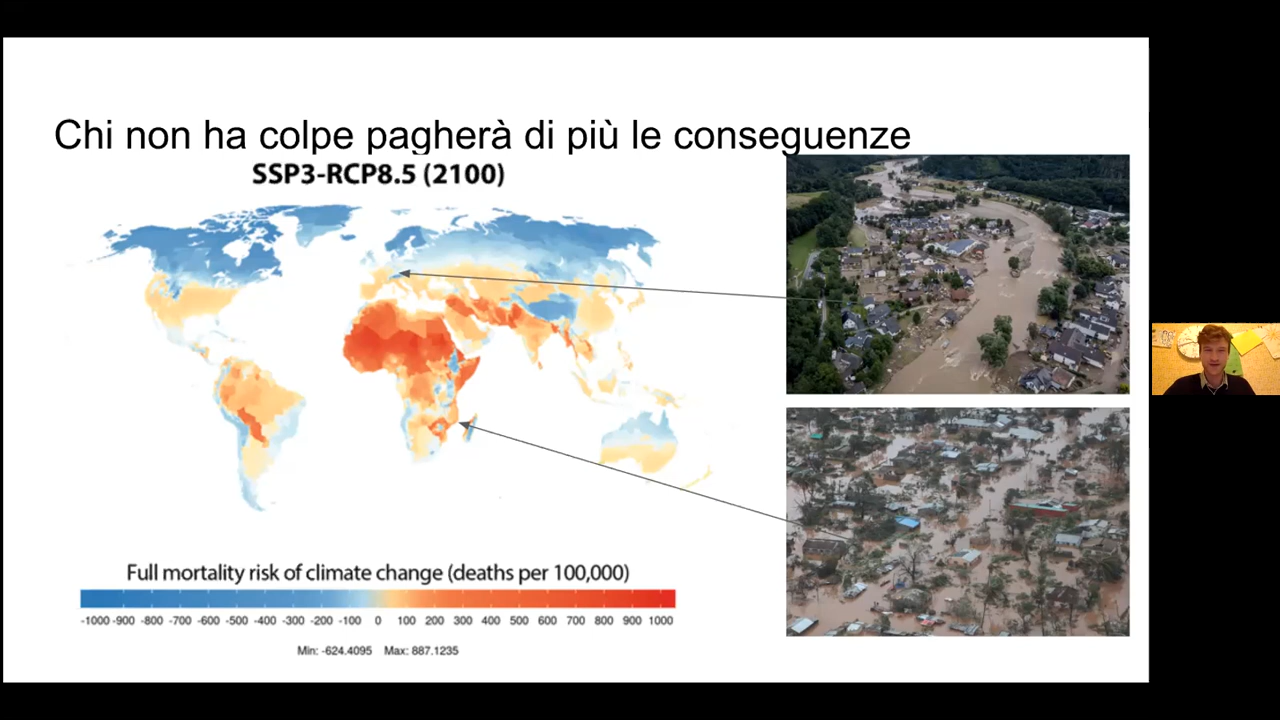 Chi non ha colpe pagherà di più le conseguenze
SSP3-RCP8.5 (2100)
Full mortality risk of climate change (deaths per 100,000)
-1000 -900 -800 -700 -600 -500 -400 -300 -200 -100 0 100 200 300 400 500 600 700 800 900 1000
Min: -624.4095 Max: 887.1235